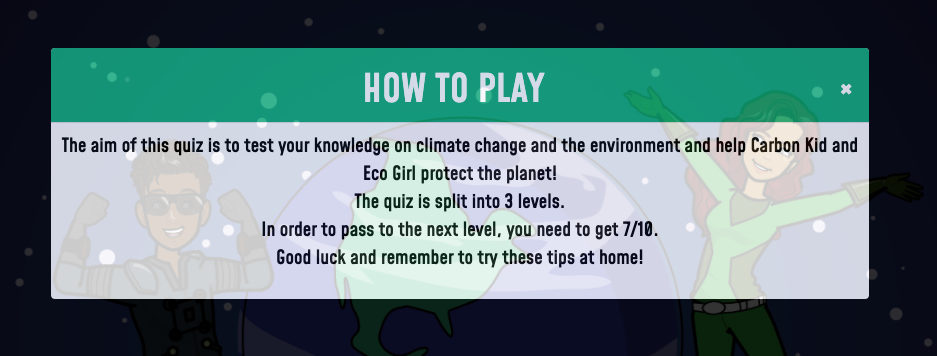 HOW TO PLAY
The aim of this quiz is to test your knowledge on climate change and the environment and help Carbon Kid and
Eco Girl protect the planet!
The quiz is split into 3 levels.
In order to pass to the next level, you need to get 7/10.
Good luck and remember to try these tips at home!